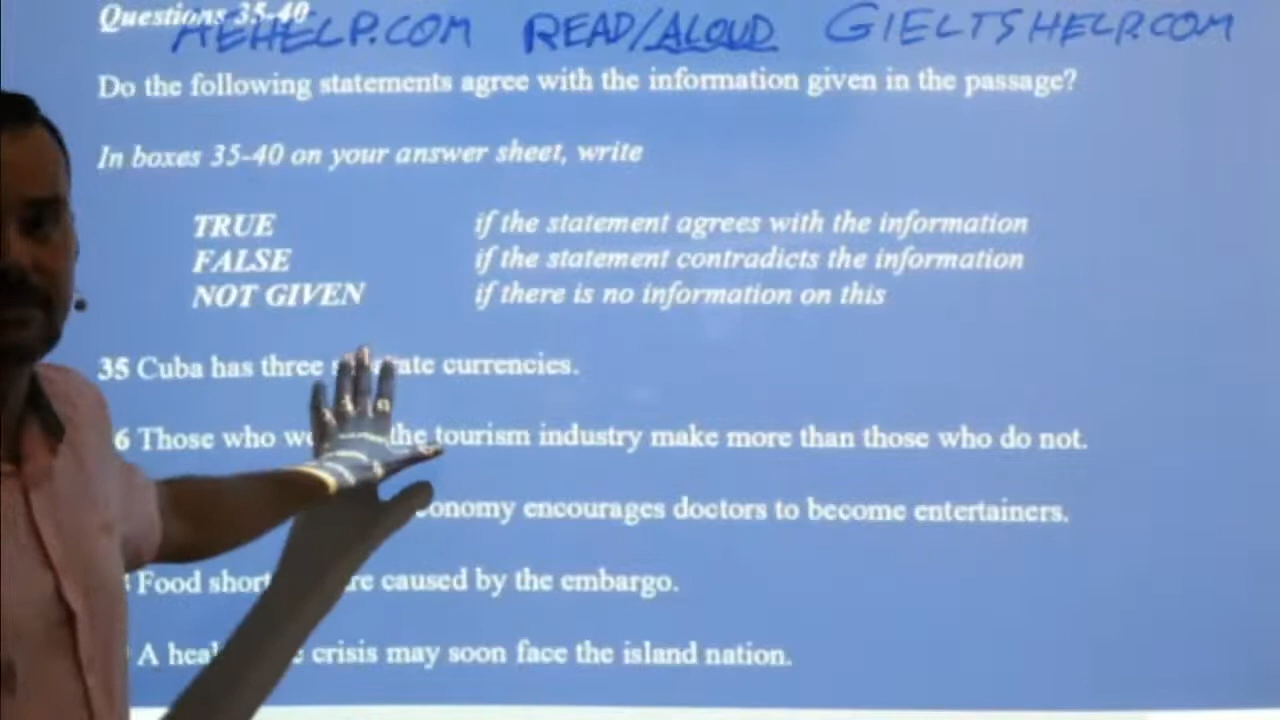 Questions 35-40
AEHELP.COM READ/ALOUD GIELTSHELP.COM
Do the following statements agree with the information given in the passage?
In boxes 35-40 on your answer sheet, write
TRUE if the statement agrees with the information
FALSE if the statement contradicts the information
NOT GIVEN if there is no information on this
35 Cuba has three currencies.
6 Those who the tourism industry make more than those who do not.
encourages doctors to become entertainers.
Food caused by the embargo.
A crisis may soon face the island nation.